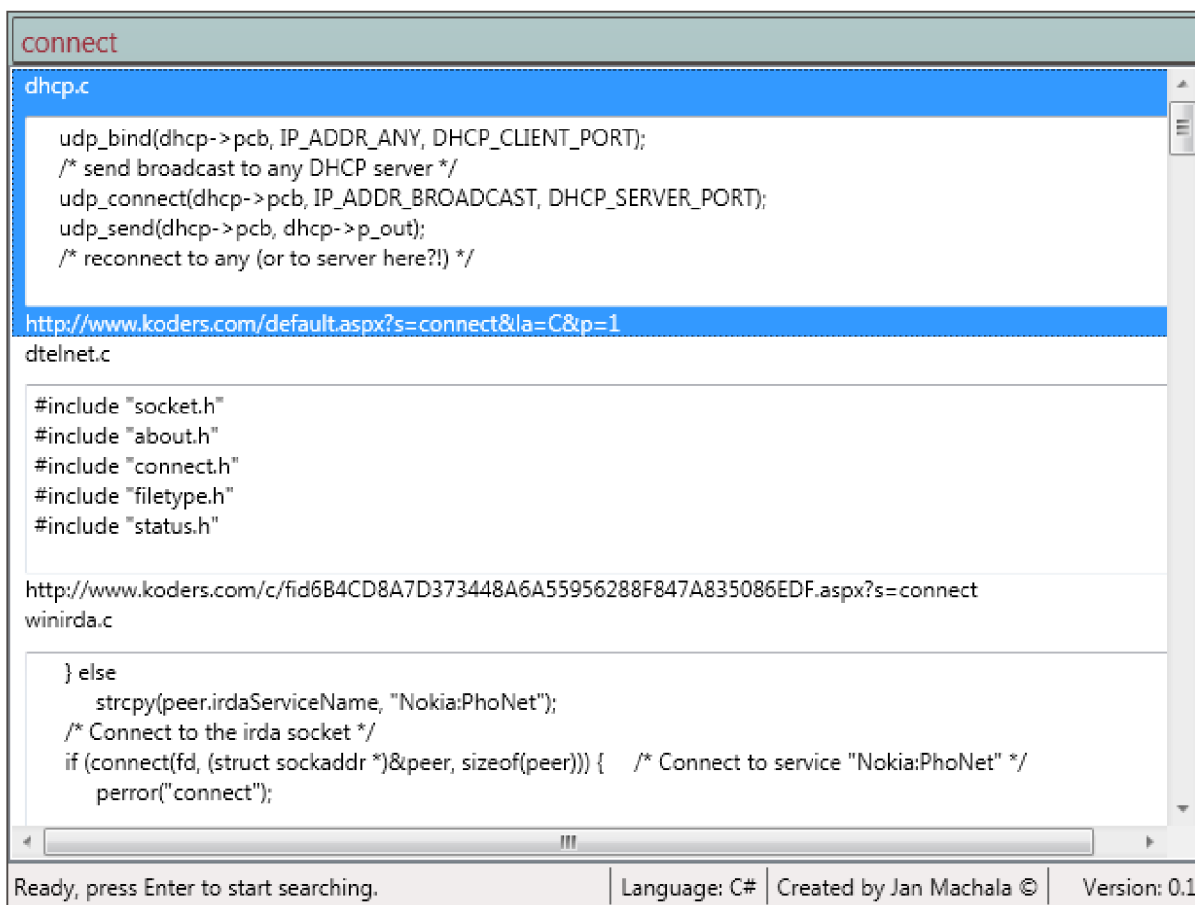 connect
dhcp.c
udp_bind(dhcp->pcb, IP_ADDR_ANY, DHCP_CLIENT_PORT);
/* send broadcast to any DHCP server */
udp_connect(dhcp->pcb, IP_ADDR_BROADCAST, DHCP_SERVER_PORT);
udp_send(dhcp->pcb, dhcp->p_out);
/* reconnect to any (or to server here?!) */
http://www.koders.com/default.aspx?s=connect&la=C&p=1
dtelnet.c
#include "socket.h"
#include "about.h"
#include "connect.h"
#include "filetype.h"
#include "status.h"
http://www.koders.com/c/fid6B4CD8A7D373448A6A55956288F847A835086EDF.aspx?s=connect
winirda.c
} else
strcpy(peer.irdaServiceName, "Nokia:PhoNet");
/* Connect to the irda socket */
if (connect(fd, (struct sockaddr *)&peer, sizeof(peer))) { /* Connect to service "Nokia:PhoNet" */
perror("connect");
Ready, press Enter to start searching. Language: C# Created by Jan Machala © Version: 0.1